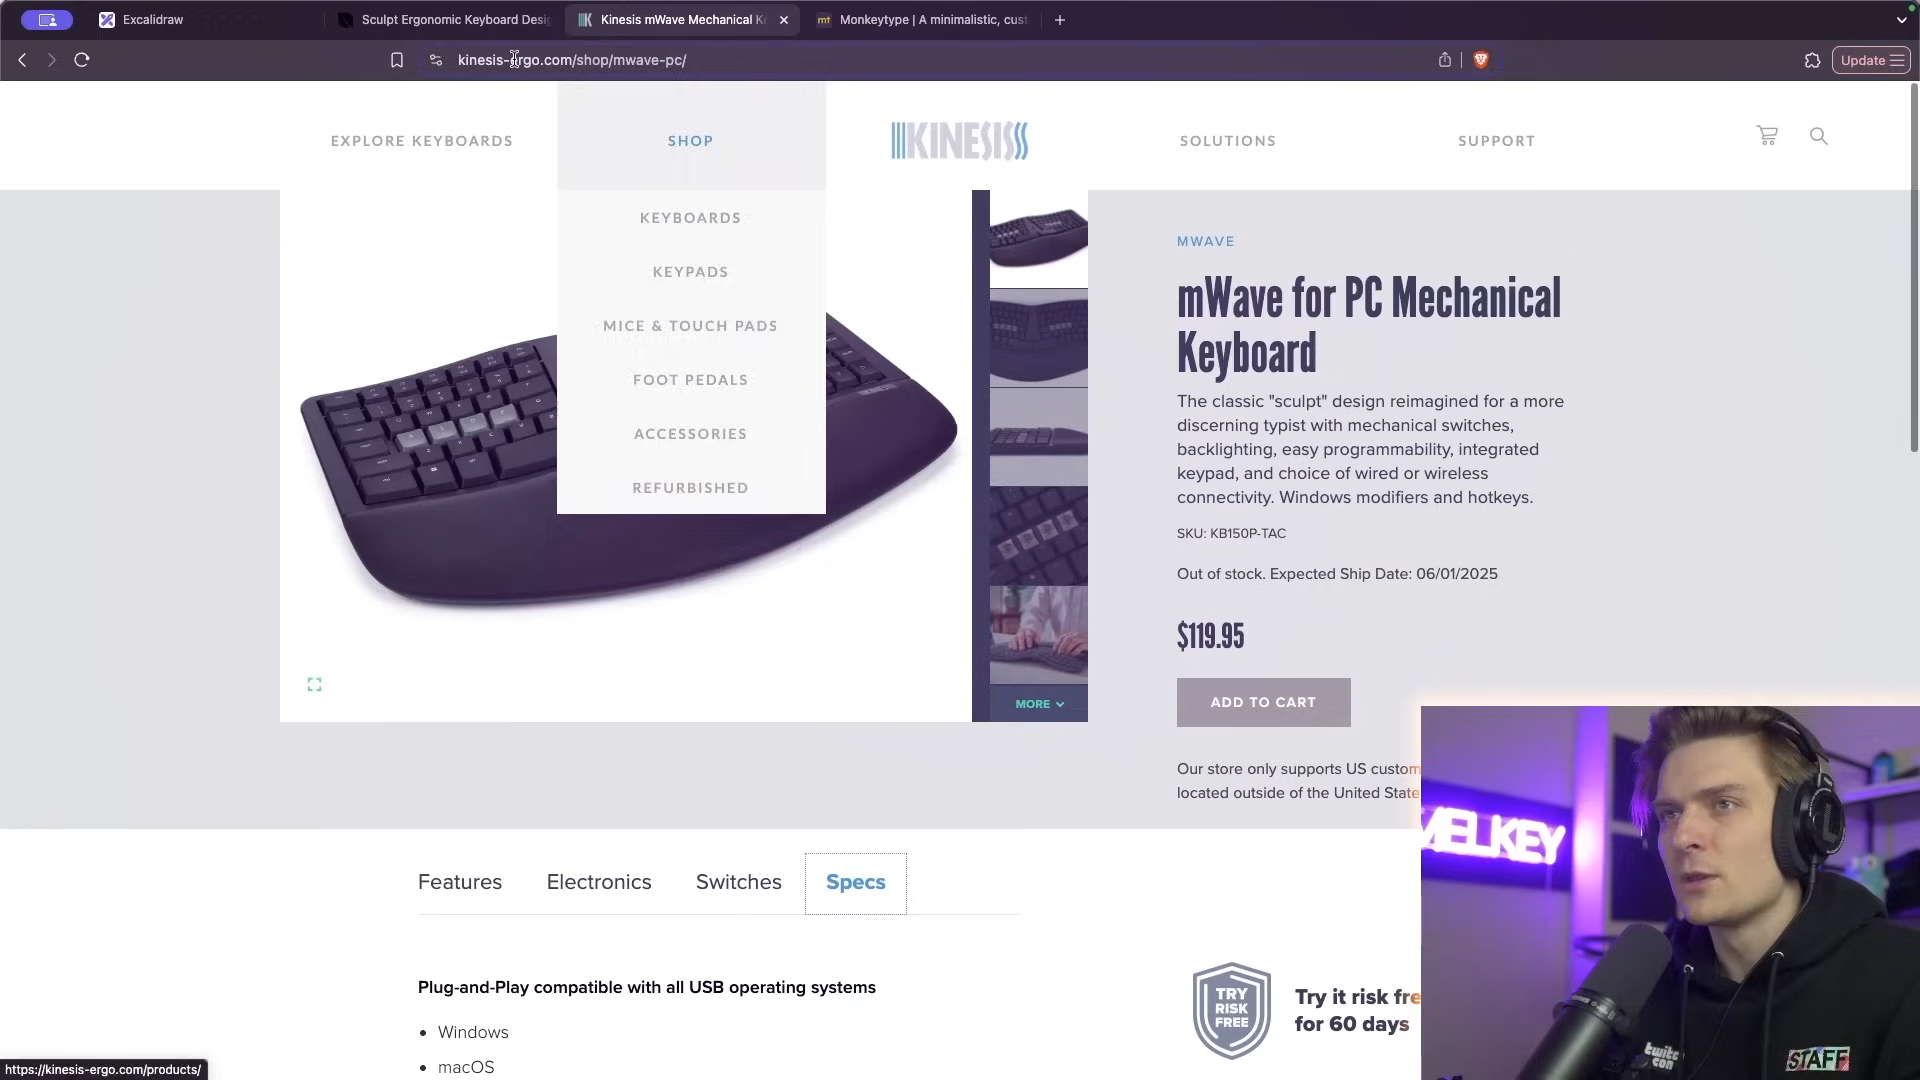 Excalidraw
Sculpt Ergonomic Keyboard Desig
Kinesis mWave Mechanical K
mt Monkeytype | A minimalistic, cust
kinesis-ergo.com/shop/mwave-pc/
Update
EXPLORE KEYBOARDS
SHOP
KINESIS
SOLUTIONS
SUPPORT
KEYBOARDS
KEYPADS
MICE & TOUCH PADS
FOOT PEDALS
ACCESSORIES
REFURBISHED
MORE
MWAVE
mWave for PC Mechanical
Keyboard
The classic "sculpt" design reimagined for a more
discerning typist with mechanical switches,
backlighting, easy programmability, integrated
keypad, and choice of wired or wireless
connectivity. Windows modifiers and hotkeys.
SKU: KB150P-TAC
Out of stock. Expected Ship Date: 06/01/2025
$119.95
ADD TO CART
Our store only supports US custom
located outside of the United State
Features
Electronics
Switches
Specs
Plug-and-Play compatible with all USB operating systems
• Windows
• macOS
TRY
RISK
FREE
Try it risk fre
for 60 days
MELKEY
twitch
con
STAFF
https://kinesis-ergo.com/products/